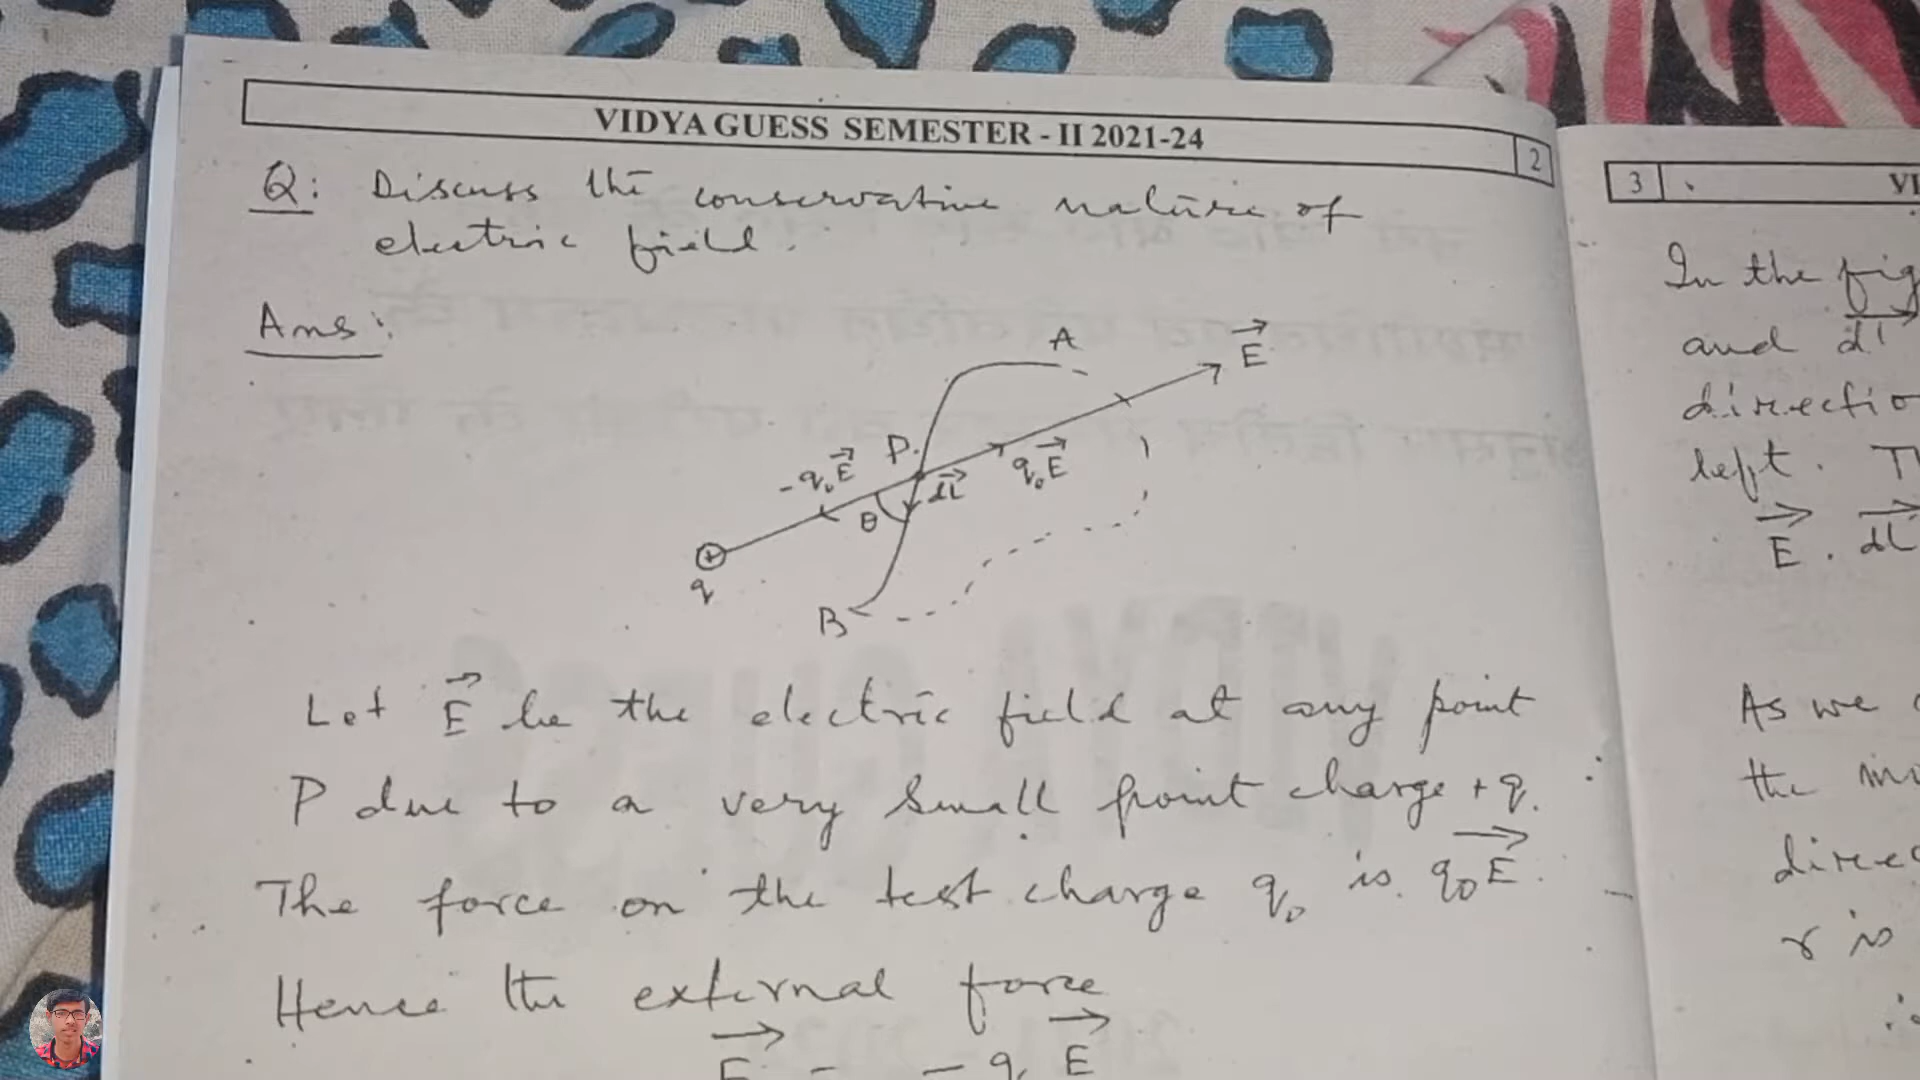 VIDYA GUESS SEMESTER - II 2021-24
2
Q: Discuss the conservative nature of
electric field.
Ans:
A
E
P.
-q₀E
dl
q₀E
θ
q
B
Let E be the electric field at any point
P due to a very small point charge +q.
The force on the test charge q₀ is q₀E.
Hence the external force
F = -q₀E
3
In the fig
and dl
directio
left. T
E . dl
As we
the
direc
r is